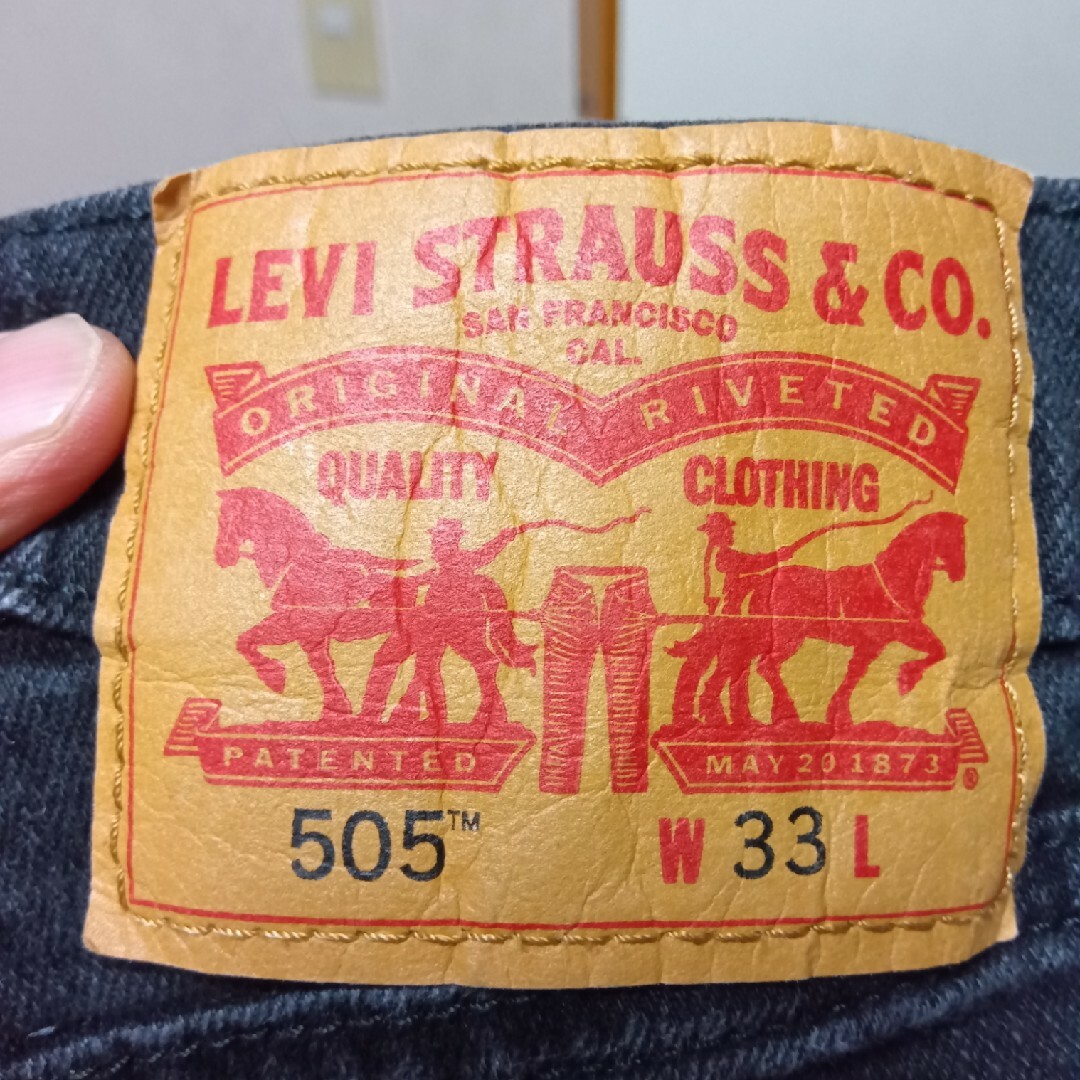 LEVI STRAUSS & CO.
SAN FRANCISCO
CAL.
ORIGINAL RIVETED
QUALITY CLOTHING
PATENTED MAY 20 1873 ®
505™ W 33 L